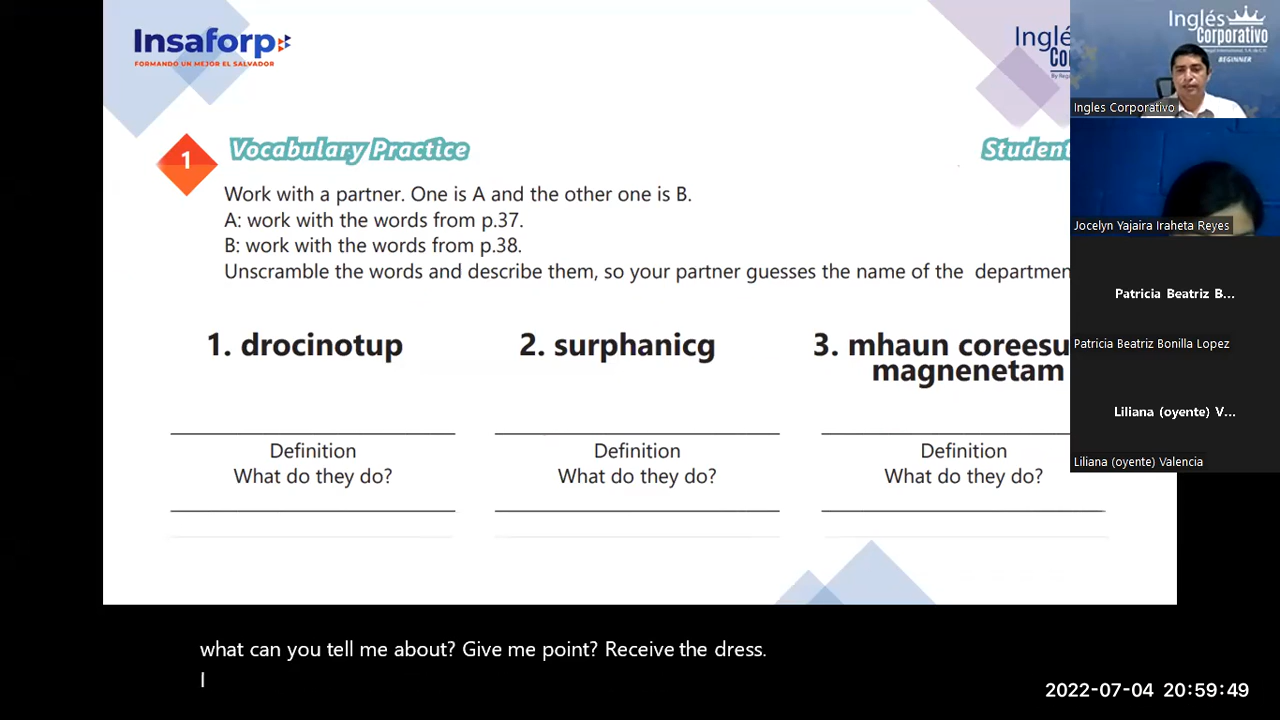 Insaforp
FORMANDO UN MEJOR EL SALVADOR
Inglés
Corporativo
BEGINNER
Ingles Corporativo
1
Vocabulary Practice
Student
Work with a partner. One is A and the other one is B.
A: work with the words from p.37.
B: work with the words from p.38.
Unscramble the words and describe them, so your partner guesses the name of the departmen
Jocelyn Yajaira Iraheta Reyes
Patricia Beatriz B...
Patricia Beatriz Bonilla Lopez
Liliana (oyente) V...
Liliana (oyente) Valencia
1. drocinotup
2. surphanicg
3. mhaun coreesu
magnenetam
Definition
What do they do?
Definition
What do they do?
Definition
What do they do?
what can you tell me about? Give me point? Receive the dress.
I
2022-07-04 20:59:49